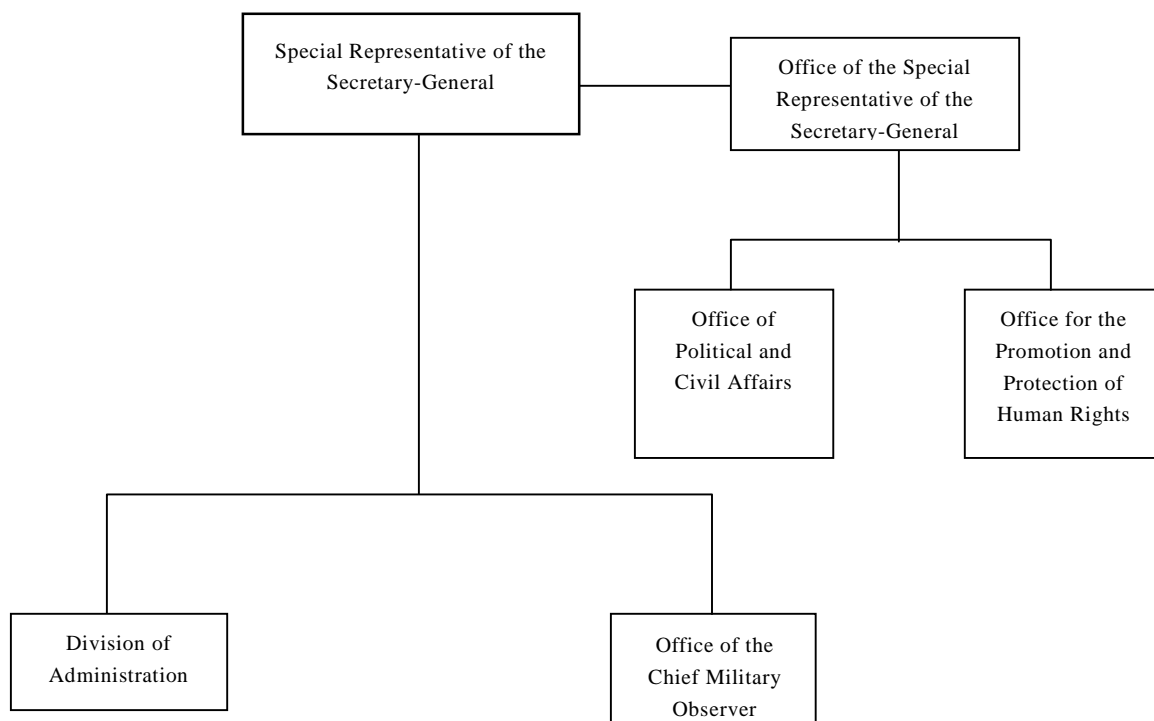 Special Representative of the
Secretary-General
Office of the Special
Representative of the
Secretary-General
Office of
Political and
Civil Affairs
Office for the
Promotion and
Protection of
Human Rights
Division of
Administration
Office of the
Chief Military
Observer